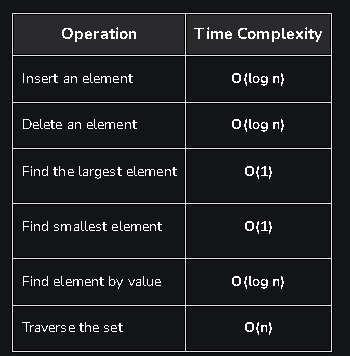 Operation Time Complexity
Insert an element O(log n)
Delete an element O(log n)
Find the largest element O(1)
Find smallest element O(1)
Find element by value O(log n)
Traverse the set O(n)